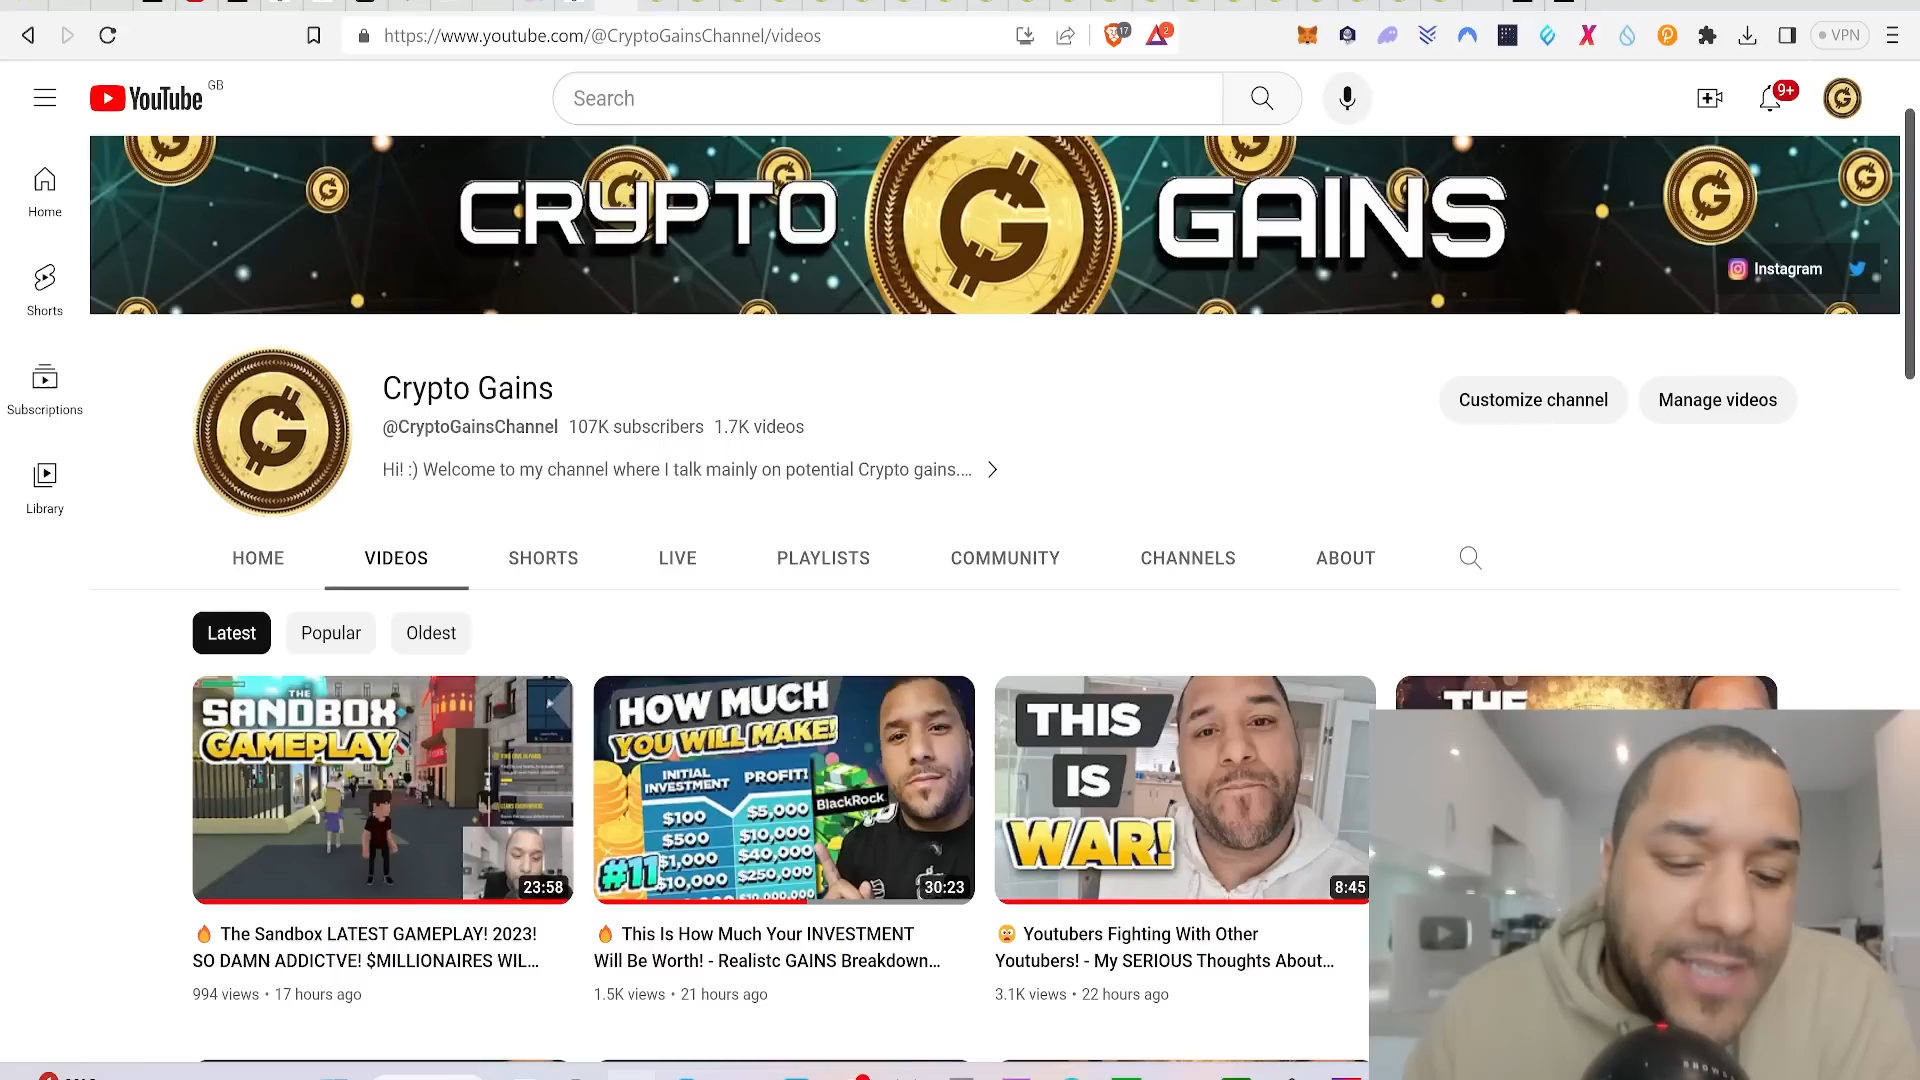 https://www.youtube.com/@CryptoGainsChannel/videos
17
2
VPN
YouTube
GB
Search
9+
Home
Shorts
Subscriptions
Library
CRYPTO GAINS
Instagram
Crypto Gains
@CryptoGainsChannel 107K subscribers 1.7K videos
Hi! :) Welcome to my channel where I talk mainly on potential Crypto gains....
Customize channel
Manage videos
HOME
VIDEOS
SHORTS
LIVE
PLAYLISTS
COMMUNITY
CHANNELS
ABOUT
Latest
Popular
Oldest
THE
SANDBOX
GAMEPLAY
23:58
HOW MUCH
YOU WILL MAKE!
INITIAL
INVESTMENT
PROFIT!
$100
$5,000
$500
$10,000
$1,000
$40,000
$10,000
$250,000
BlackRock
#11
30:23
THIS
IS
WAR!
8:45
THE
🔥 The Sandbox LATEST GAMEPLAY! 2023!
SO DAMN ADDICTVE! $MILLIONAIRES WIL...
994 views • 17 hours ago
🔥 This Is How Much Your INVESTMENT
Will Be Worth! - Realistc GAINS Breakdown...
1.5K views • 21 hours ago
😨 Youtubers Fighting With Other
Youtubers! - My SERIOUS Thoughts About...
3.1K views • 22 hours ago